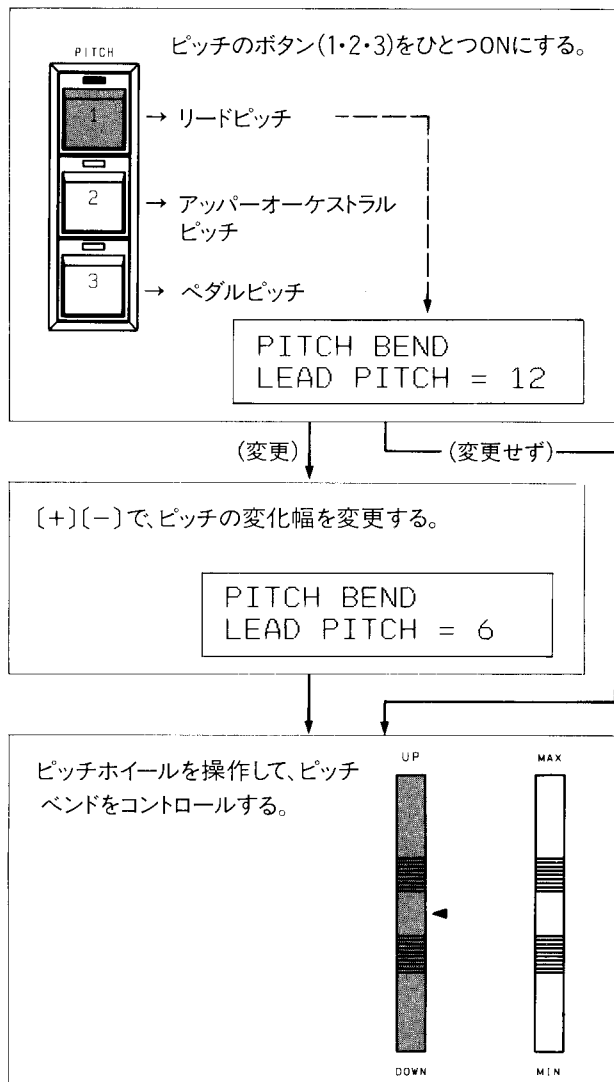 ピッチのボタン(1・2・3)をひとつONにする。
PITCH
1
→ リードピッチ
2
→ アッパーオーケストラル
ピッチ
3
→ ペダルピッチ
PITCH BEND
LEAD PITCH = 12
(変更)
(変更せず)
〔+〕〔−〕で、ピッチの変化幅を変更する。
PITCH BEND
LEAD PITCH = 6
ピッチホイールを操作して、ピッチ
ベンドをコントロールする。
UP
MAX
DOWN
MIN